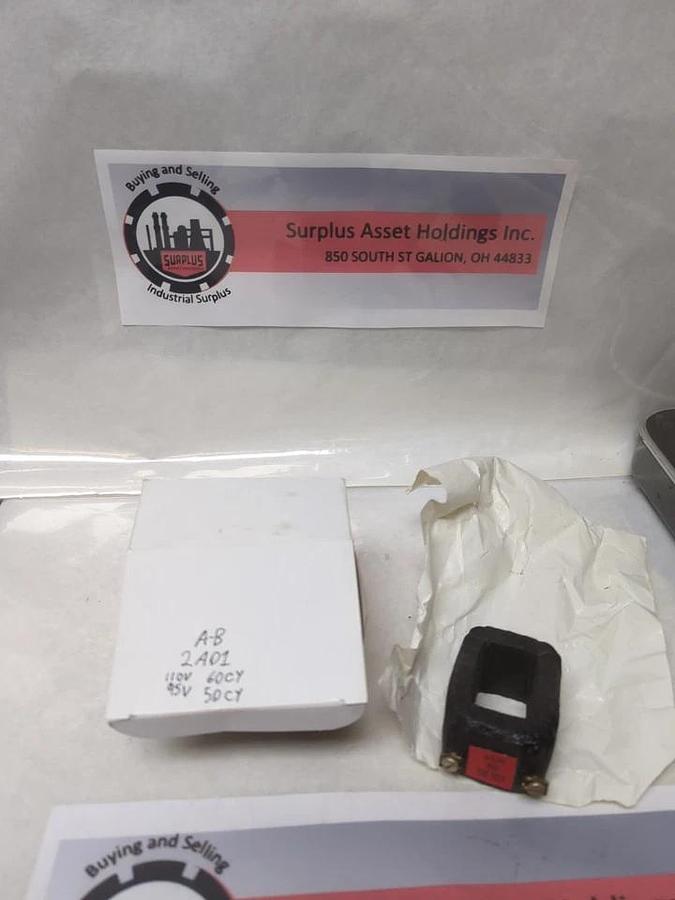 Buying and Selling
SURPLUS
Industrial Surplus
Surplus Asset Holdings Inc.
850 SOUTH ST GALION, OH 44833
A-B
2A01
110V 60CY
95V 50CY
Buying and Selling